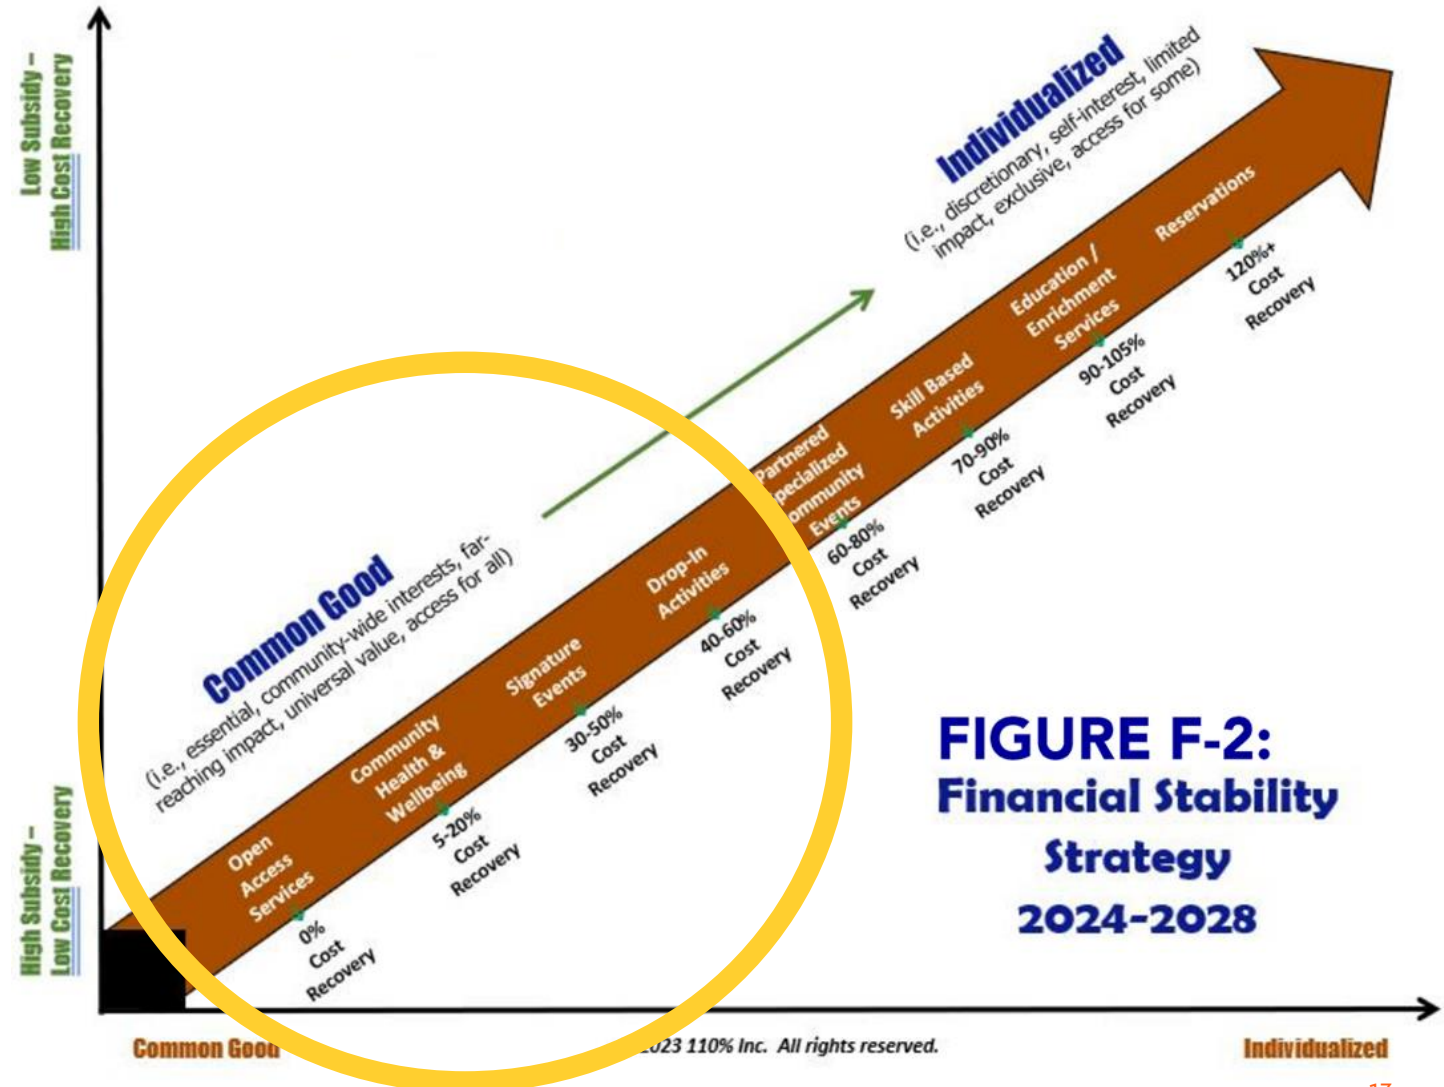 Low Subsidy –
High Cost Recovery
Individualized
(i.e., discretionary, self-interest, limited
impact, exclusive, access for some)
Reservations
120%+
Cost
Recovery
Education /
Enrichment
Services
90-105%
Cost
Recovery
Skill Based
Activities
70-90%
Cost
Recovery
Partnered
pecialized
ommunity
Events
60-80%
Cost
Recovery
Drop-In
Activities
40-60%
Cost
Recovery
Common Good
(i.e., essential, community-wide interests, far-
reaching impact, universal value, access for all)
Signature
Events
30-50%
Cost
Recovery
Community
Health &
Wellbeing
5-20%
Cost
Recovery
Open
Access
Services
0%
Cost
Recovery
High Subsidy –
Low Cost Recovery
FIGURE F-2:
Financial Stability
Strategy
2024-2028
Common Good
023 110% Inc. All rights reserved.
Individualized